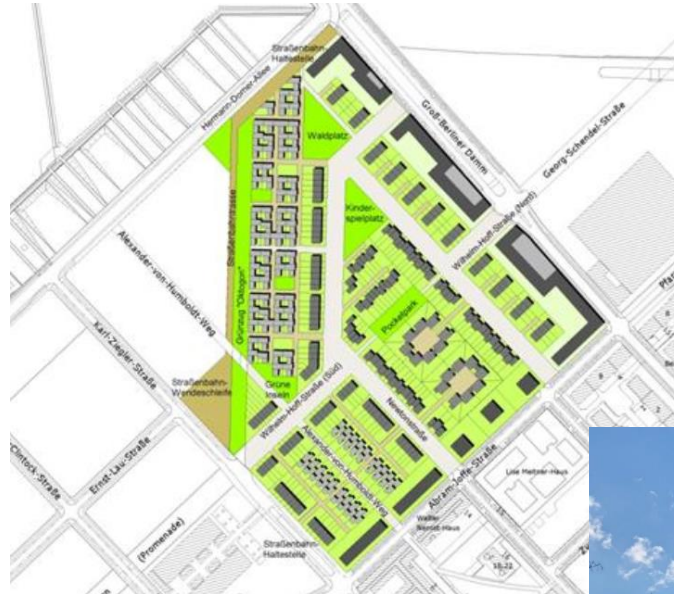 Straßenbahn-
Haltestelle
Hermann-Dorner-Allee
Groß-Berliner Damm
Georg-Schendel-Straße
Waldplatz
Kinder-
spielplatz
Wilhelm-Hoff-Straße (Nord)
Straßenbahntrasse
Grünzug "Oktogon"
Alexander-von-Humboldt-Weg
Karl-Ziegler-Straße
Pocketpark
Straßenbahn-
Wendeschleife
Grüne
Inseln
Wilhelm-Hoff-Straße (Süd)
Newtonstraße
Ernst-Lau-Straße
Alexander-von-Humboldt-Weg
Abram-Joffe-Straße
Lise Meitner-Haus
(Promenade)
Straßenbahn-
Haltestelle